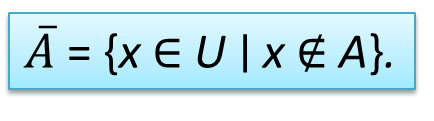 Ā = {x ∈ U | x ∉ A}.